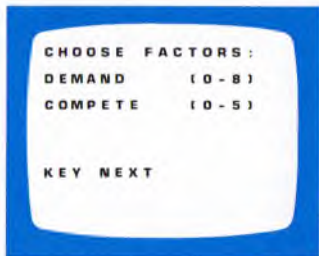 CHOOSE FACTORS:
DEMAND (0-8)
COMPETE (0-5)
KEY NEXT